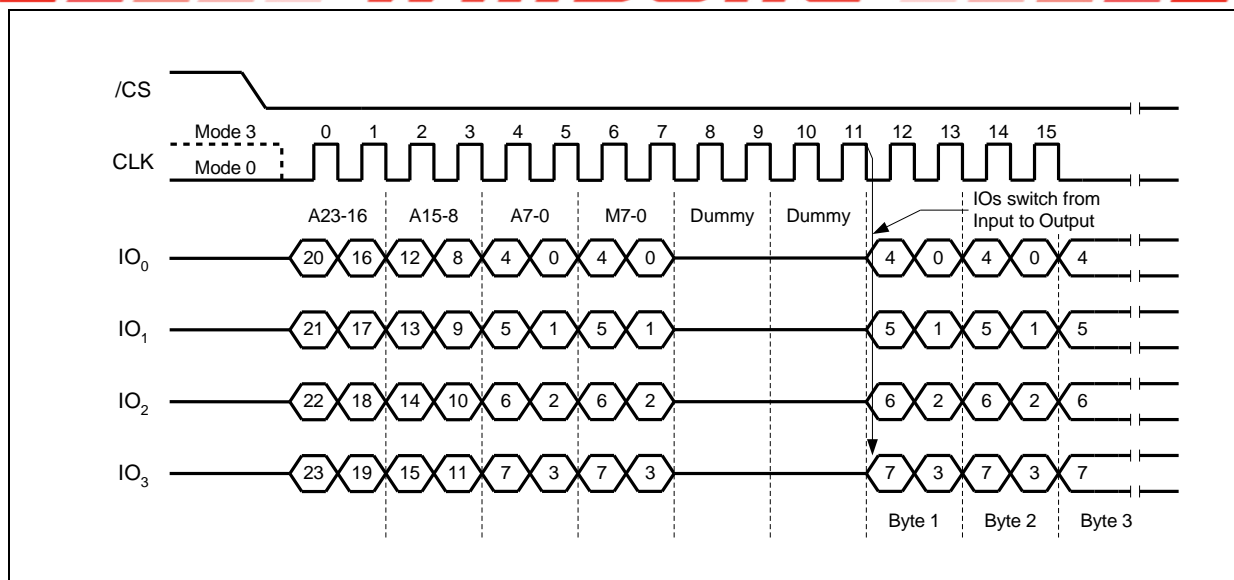 /CS
Mode 3 0 1 2 3 4 5 6 7 8 9 10 11 12 13 14 15
CLK
Mode 0
A23-16 A15-8 A7-0 M7-0 Dummy Dummy
IOs switch from
Input to Output
IO0 20 16 12 8 4 0 4 0 4 0 4 0 4
IO1 21 17 13 9 5 1 5 1 5 1 5 1 5
IO2 22 18 14 10 6 2 6 2 6 2 6 2 6
IO3 23 19 15 11 7 3 7 3 7 3 7 3 7
Byte 1 Byte 2 Byte 3